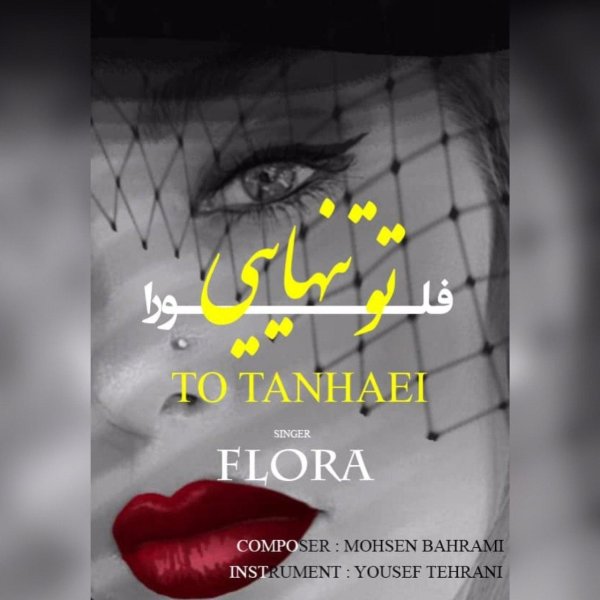 تو تنهایی
فلورا
TO TANHAEI
SINGER
FLORA
COMPOSER : MOHSEN BAHRAMI
INSTRUMENT : YOUSEF TEHRANI